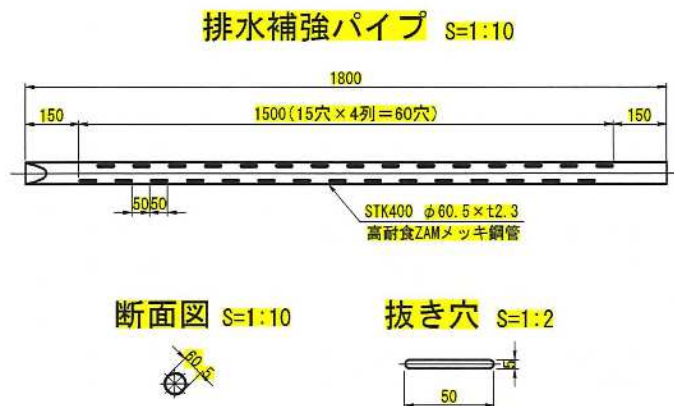 排水補強パイプ S=1:10
1800
150 1500(15穴×4列=60穴) 150
50 50
STK400 φ60.5×t2.3
高耐食ZAMメッキ鋼管
断面図 S=1:10
抜き穴 S=1:2
60.5
5
50